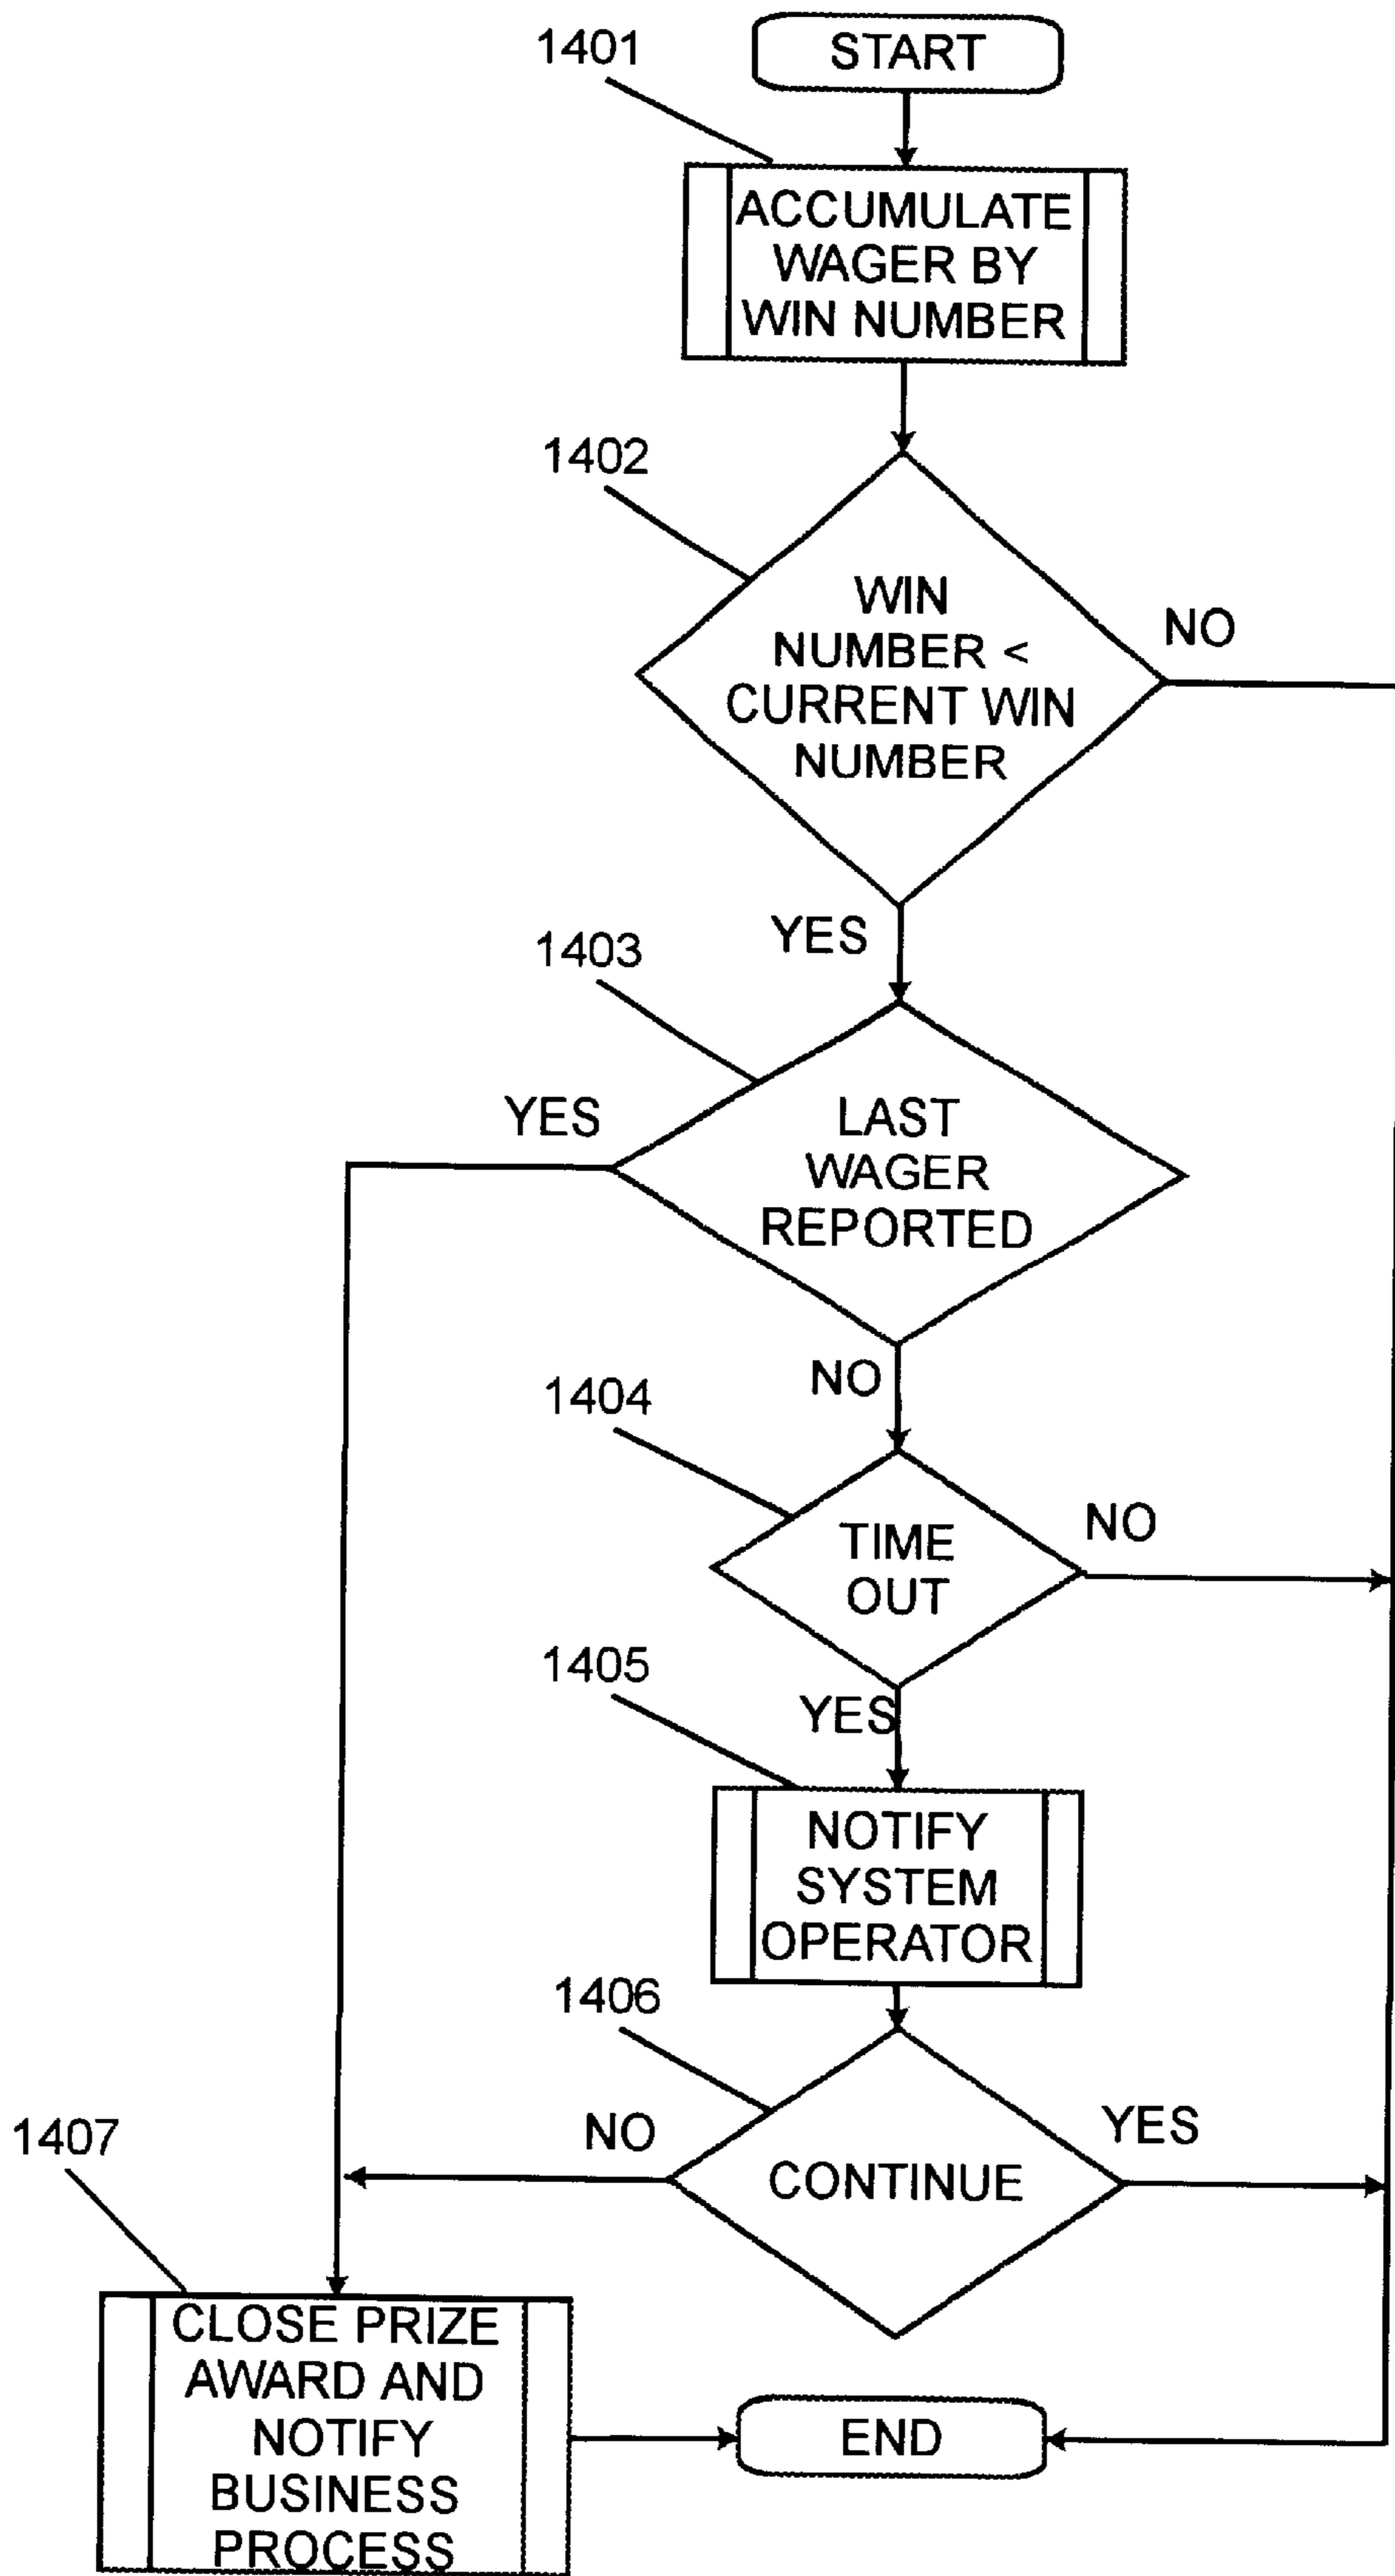 1401
START
ACCUMULATE
WAGER BY
WIN NUMBER
1402
WIN
NUMBER <
CURRENT WIN
NUMBER
NO
YES
1403
YES
LAST
WAGER
REPORTED
NO
1404
TIME
OUT
NO
1405
YES
NOTIFY
SYSTEM
OPERATOR
1406
NO
YES
CONTINUE
1407
CLOSE PRIZE
AWARD AND
NOTIFY
BUSINESS
PROCESS
END